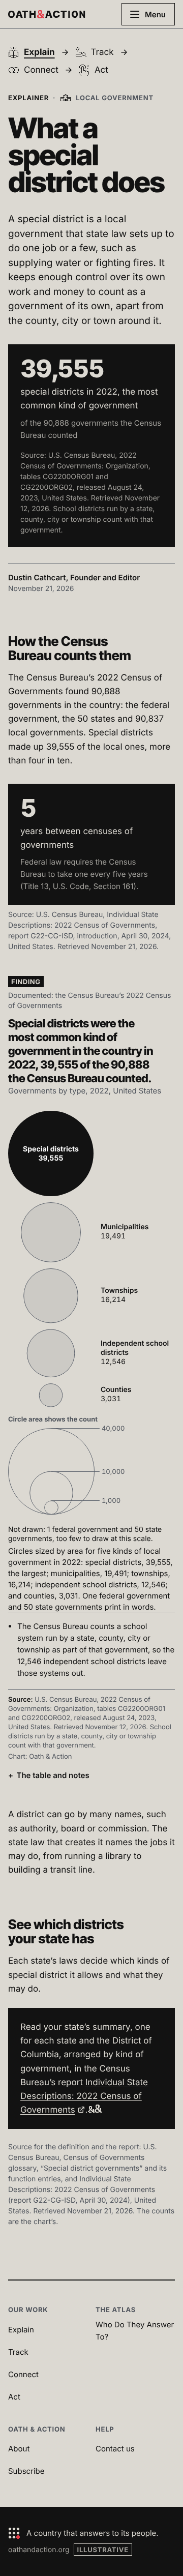 OATH&ACTION
Menu
Explain → Track →
Connect → Act
EXPLAINER · LOCAL GOVERNMENT
What a
special
district does
A special district is a local
government that state law sets up to
do one job or a few, such as
supplying water or fighting fires. It
keeps enough control over its own
work and money to count as a
government of its own, apart from
the county, city or town around it.
39,555
special districts in 2022, the most
common kind of government
of the 90,888 governments the Census
Bureau counted
Source: U.S. Census Bureau, 2022
Census of Governments: Organization,
tables CG2200ORG01 and
CG2200ORG02, released August 24,
2023, United States. Retrieved November
12, 2026. School districts run by a state,
county, city or township count with that
government.
Dustin Cathcart, Founder and Editor
November 21, 2026
How the Census
Bureau counts them
The Census Bureau's 2022 Census of
Governments found 90,888
governments in the country: the federal
government, the 50 states and 90,837
local governments. Special districts
made up 39,555 of the local ones, more
than four in ten.
5
years between censuses of
governments
Federal law requires the Census
Bureau to take one every five years
(Title 13, U.S. Code, Section 161).
Source: U.S. Census Bureau, Individual State
Descriptions: 2022 Census of Governments,
report G22-CG-ISD, introduction, April 30, 2024,
United States. Retrieved November 21, 2026.
FINDING
Documented: the Census Bureau's 2022 Census
of Governments
Special districts were the
most common kind of
government in the country in
2022, 39,555 of the 90,888
the Census Bureau counted.
Governments by type, 2022, United States
Special districts
39,555
Municipalities
19,491
Townships
16,214
Independent school
districts
12,546
Counties
3,031
Circle area shows the count
40,000
10,000
1,000
Not drawn: 1 federal government and 50 state
governments, too few to draw at this scale.
Circles sized by area for five kinds of local
government in 2022: special districts, 39,555,
the largest; municipalities, 19,491; townships,
16,214; independent school districts, 12,546;
and counties, 3,031. One federal government
and 50 state governments print in words.
• The Census Bureau counts a school
system run by a state, county, city or
township as part of that government, so the
12,546 independent school districts leave
those systems out.
Source: U.S. Census Bureau, 2022 Census of
Governments: Organization, tables CG2200ORG01
and CG2200ORG02, released August 24, 2023,
United States. Retrieved November 12, 2026. School
districts run by a state, county, city or township
count with that government.
Chart: Oath & Action
+ The table and notes
A district can go by many names, such
as authority, board or commission. The
state law that creates it names the jobs it
may do, from running a library to
building a transit line.
See which districts
your state has
Each state's laws decide which kinds of
special district it allows and what they
may do.
Read your state's summary, one
for each state and the District of
Columbia, arranged by kind of
government, in the Census
Bureau's report Individual State
Descriptions: 2022 Census of
Governments.&&
Source for the definition and the report: U.S.
Census Bureau, Census of Governments
glossary, "Special district governments" and its
function entries, and Individual State
Descriptions: 2022 Census of Governments
(report G22-CG-ISD, April 30, 2024), United
States. Retrieved November 21, 2026. The counts
are the chart's.
OUR WORK
Explain
Track
Connect
Act
THE ATLAS
Who Do They Answer
To?
OATH & ACTION
About
Subscribe
HELP
Contact us
A country that answers to its people.
oathandaction.org ILLUSTRATIVE